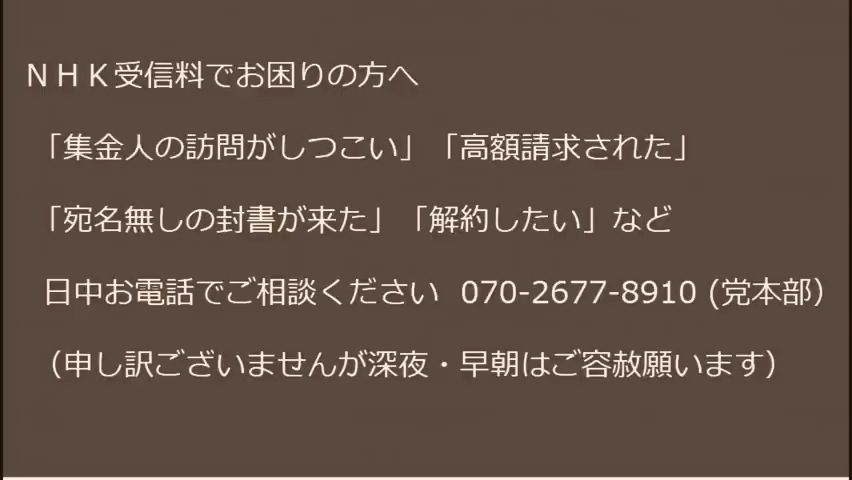 ＮＨＫ受信料でお困りの方へ
「集金人の訪問がしつこい」「高額請求された」
「宛名無しの封書が来た」「解約したい」など
日中お電話でご相談ください 070-2677-8910 (党本部）
（申し訳ございませんが深夜・早朝はご容赦願います）